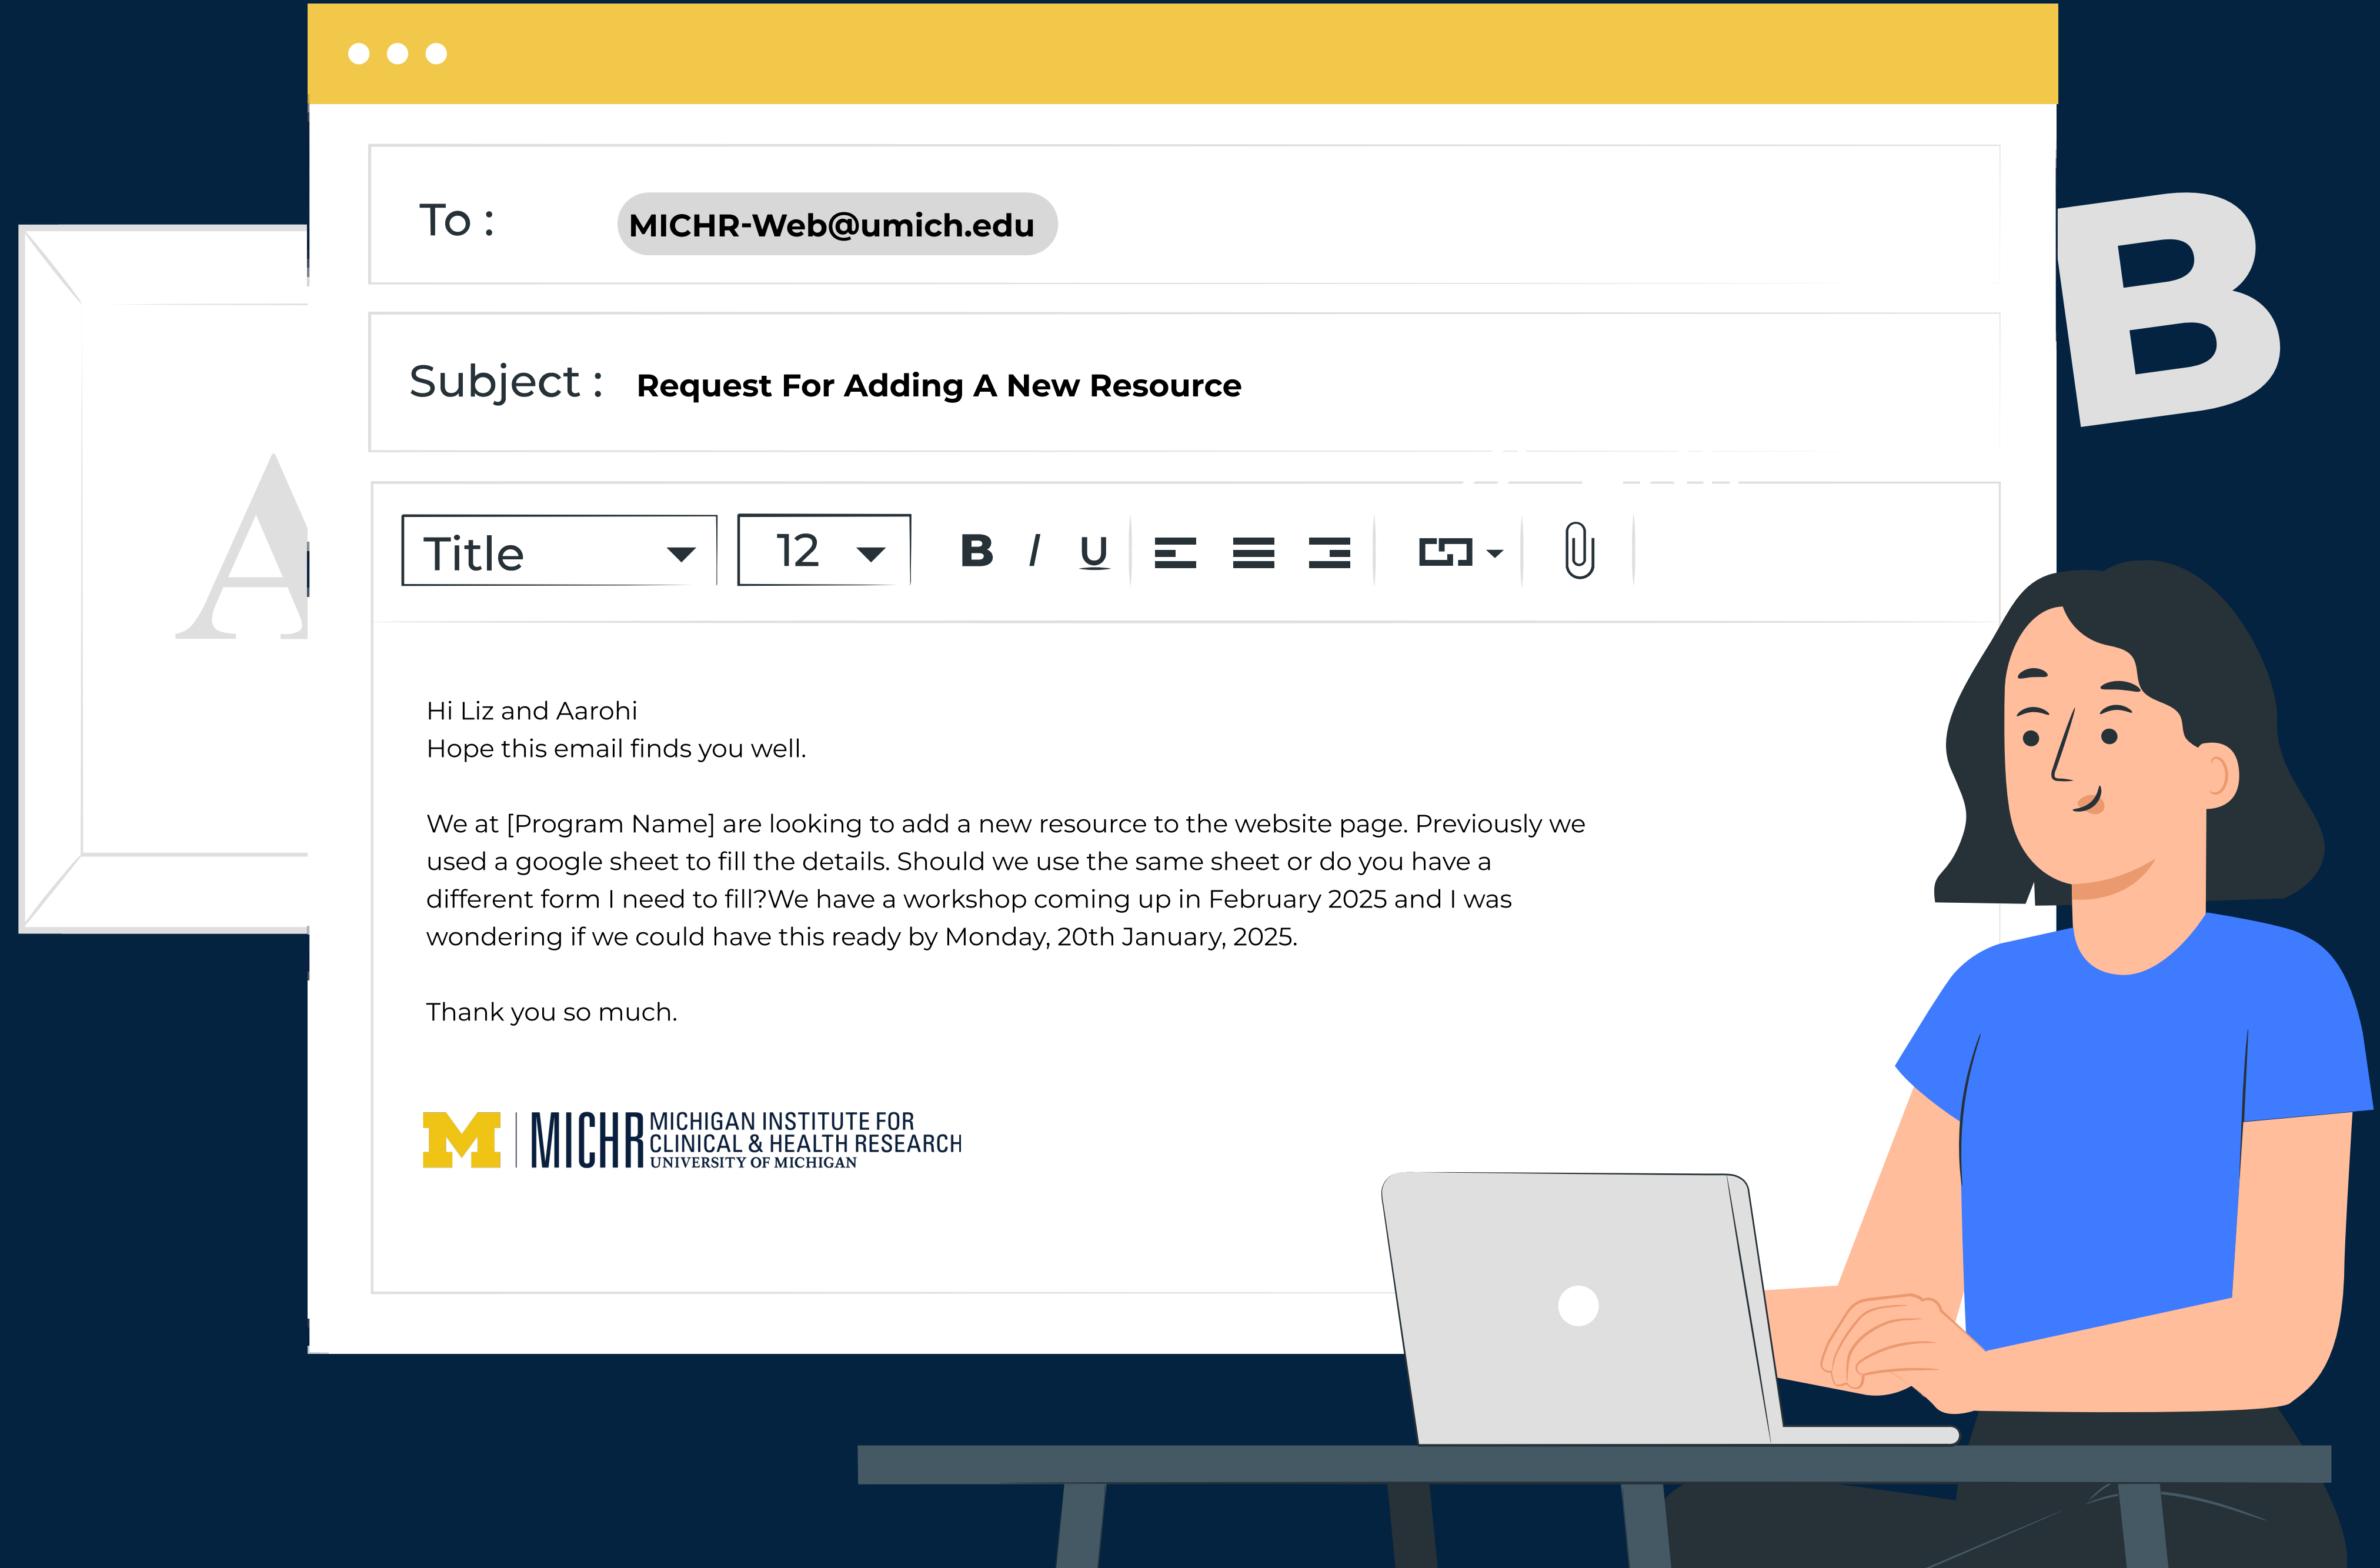 To :
MICHR-Web@umich.edu
B
Subject :
Request For Adding A New Resource
A
Title
12
B I U
Hi Liz and Aarohi
Hope this email finds you well.
We at [Program Name] are looking to add a new resource to the website page. Previously we
used a google sheet to fill the details. Should we use the same sheet or do you have a
different form I need to fill?We have a workshop coming up in February 2025 and I was
wondering if we could have this ready by Monday, 20th January, 2025.
Thank you so much.
M
MICHR
MICHIGAN INSTITUTE FOR
CLINICAL & HEALTH RESEARCH
UNIVERSITY OF MICHIGAN